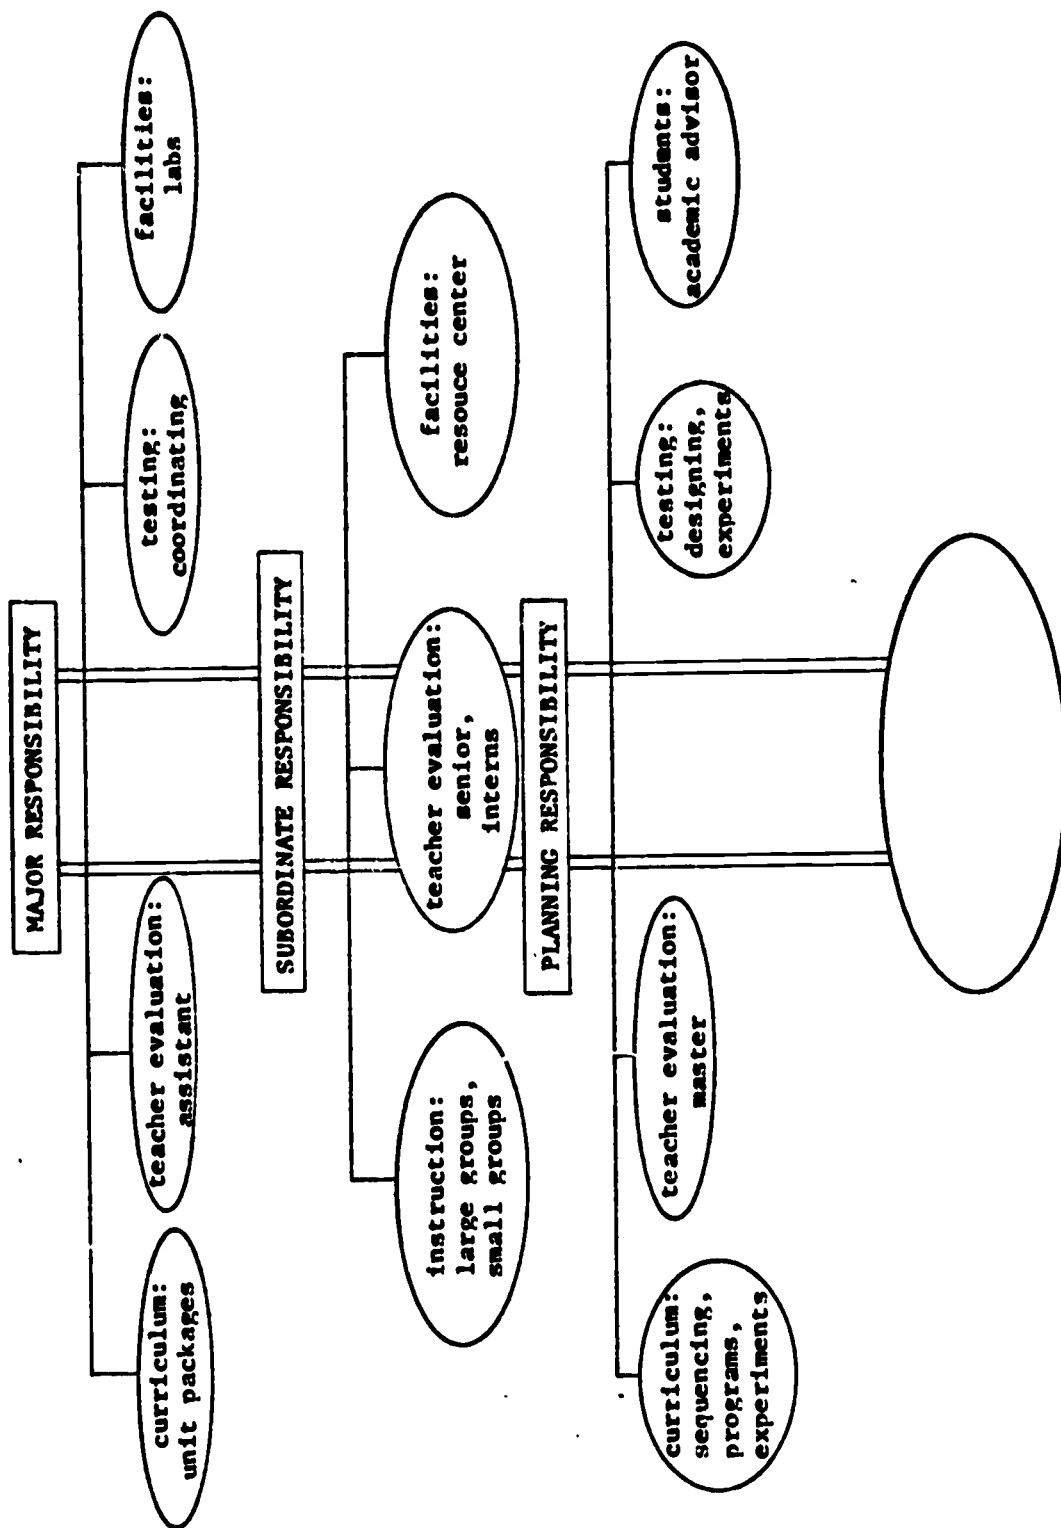 MAJOR RESPONSIBILITY
curriculum:
unit packages
teacher evaluation:
assistant
testing:
coordinating
facilities:
labs
SUBORDINATE RESPONSIBILITY
instruction:
large groups,
small groups
teacher evaluation:
senior,
interns
facilities:
resouce center
PLANNING RESPONSIBILITY
curriculum:
sequencing,
programs,
experiments
teacher evaluation:
master
testing:
designing,
experiments
students:
academic advisor